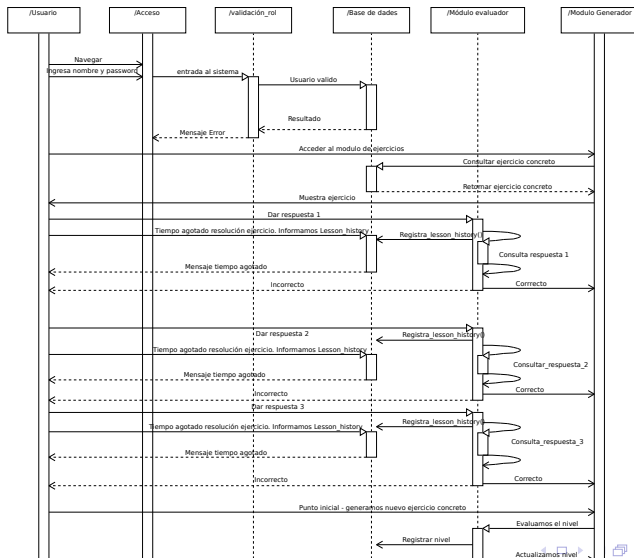 /Usuario
/Acceso
/validación_rol
/Base de dades
/Módulo evaluador
/Modulo Generador
Navegar
Ingresa nombre y password
entrada al sistema
Usuario valido
Resultado
Mensaje Error
Acceder al modulo de ejercicios
Consultar ejercicio concreto
Retornar ejercicio concreto
Muestra ejercicio
Dar respuesta 1
Tiempo agotado resolución ejercicio. Informamos Lesson_history
Registra_lesson_history()
Consulta respuesta 1
Mensaje tiempo agotado
Incorrecto
Corrrecto
Dar respuesta 2
Registra_lesson_history()
Tiempo agotado resolución ejercicio. Informamos Lesson_history
Consultar_respuesta_2
Mensaje tiempo agotado
Incorrecto
Correcto
Dar respuesta 3
Registra_lesson_history()
Tiempo agotado resolución ejercicio. Informamos Lesson_history
Consulta_respuesta_3
Mensaje tiempo agotado
Incorrecto
Correcto
Punto inicial - generamos nuevo ejercicio concreto
Evaluamos el nivel
Registrar nivel
Actualizamos nivel